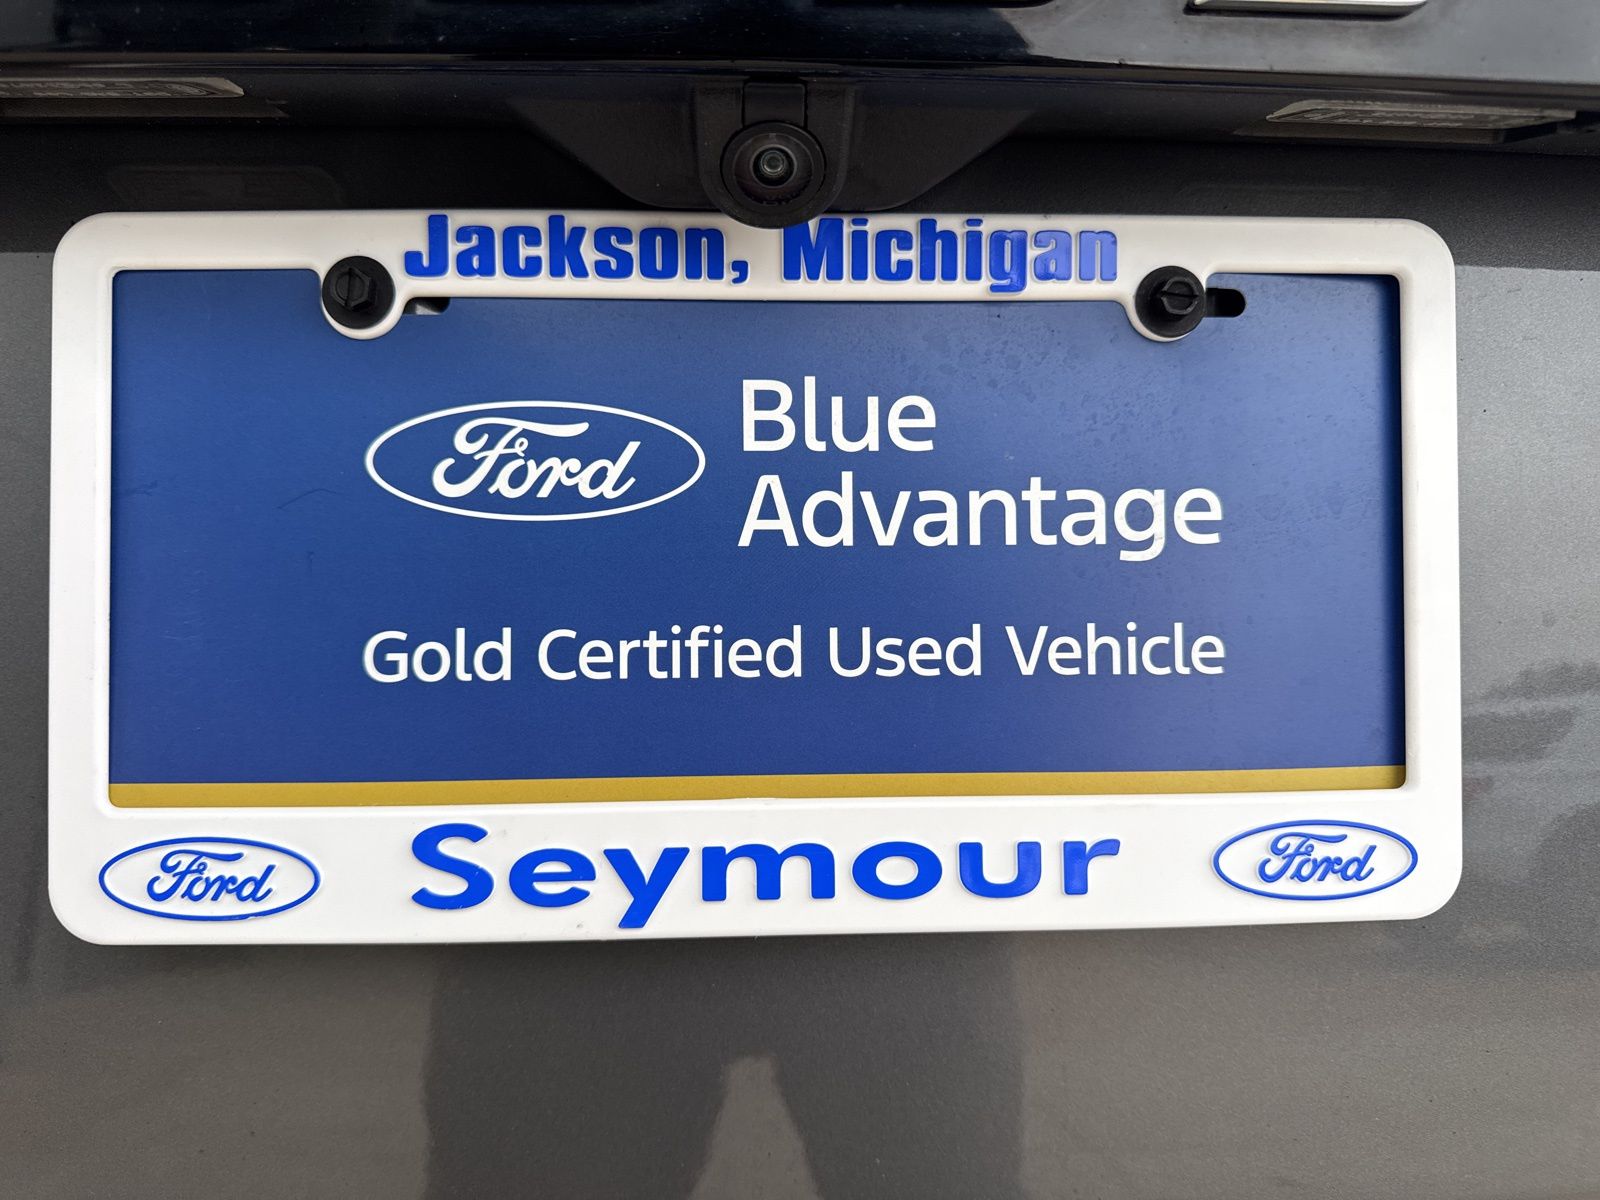 Jackson, Michigan
Ford
Blue
Advantage
Gold Certified Used Vehicle
Ford Seymour Ford